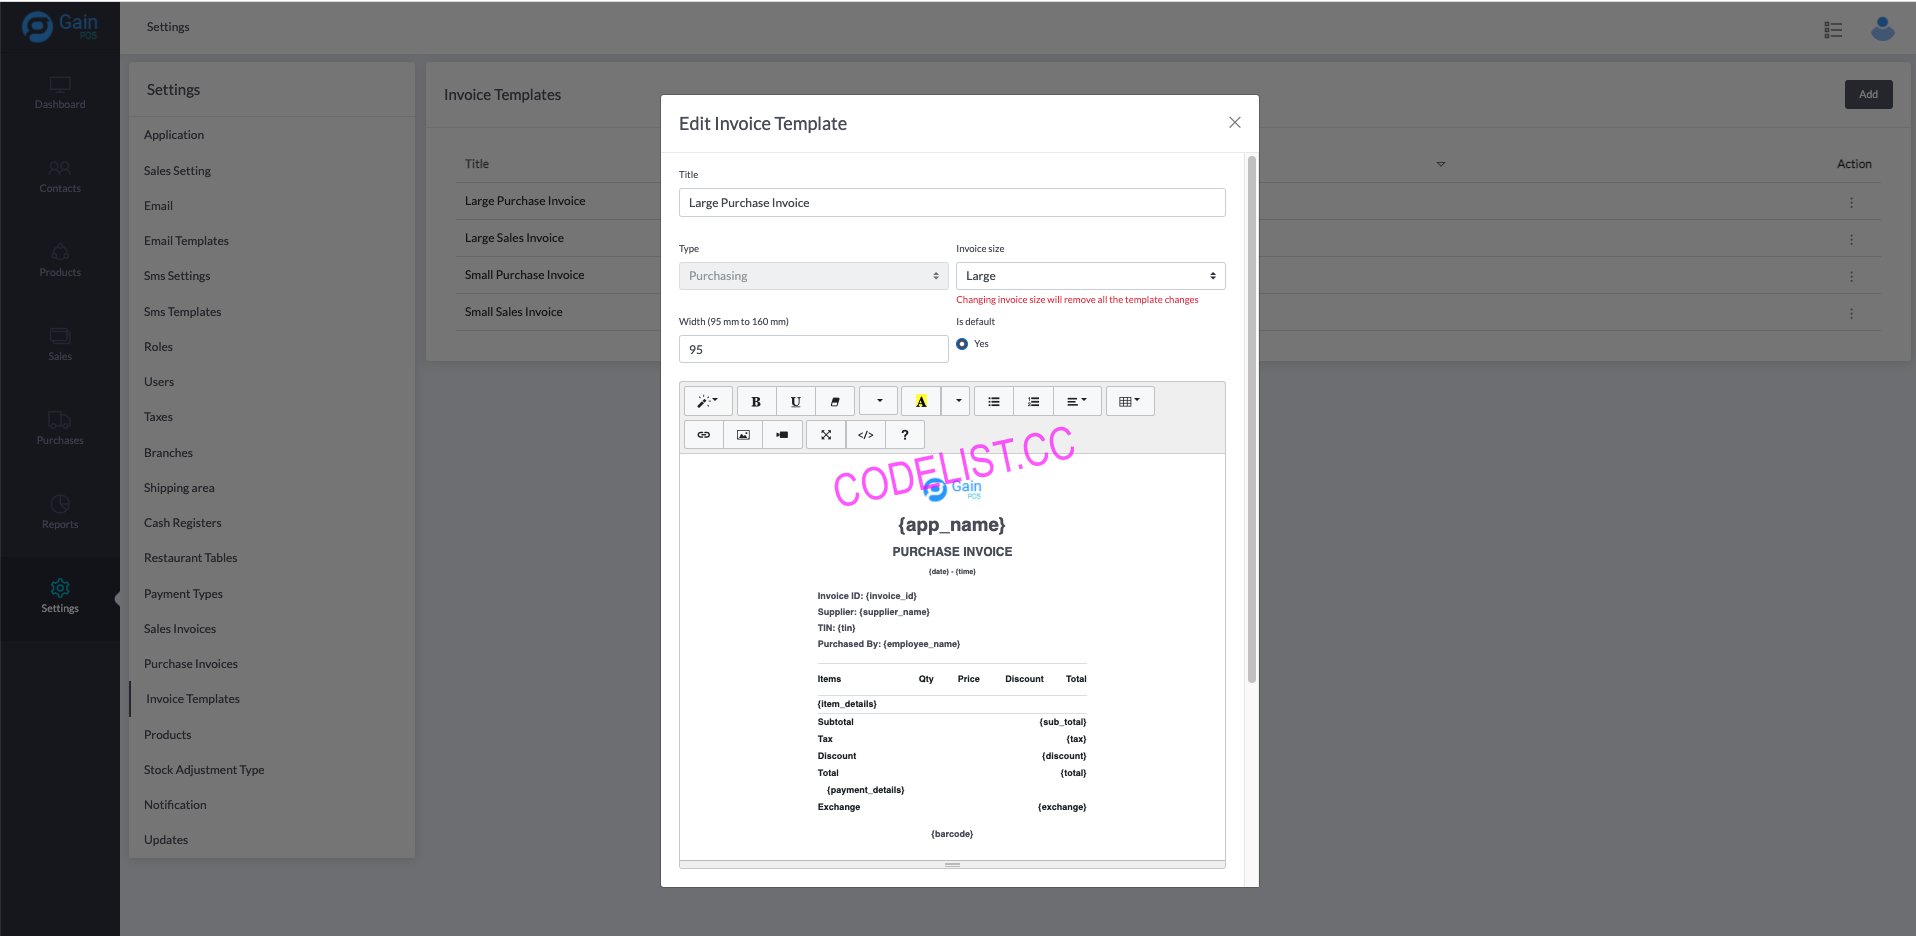 Gain
POS
Settings
Dashboard
Contacts
Products
Sales
Purchases
Reports
Settings
Settings
Application
Sales Setting
Email
Email Templates
Sms Settings
Sms Templates
Roles
Users
Taxes
Branches
Shipping area
Cash Registers
Restaurant Tables
Payment Types
Sales Invoices
Purchase Invoices
Invoice Templates
Products
Stock Adjustment Type
Notification
Updates
Invoice Templates
Add
Title
Action
Large Purchase Invoice
Large Sales Invoice
Small Purchase Invoice
Small Sales Invoice
Edit Invoice Template
Title
Large Purchase Invoice
Type
Invoice size
Purchasing
Large
Changing invoice size will remove all the template changes
Width (95 mm to 160 mm)
Is default
95
Yes
B U A
</> ?
CODELIST.CC
Gain
POS
{app_name}
PURCHASE INVOICE
{date} - {time}
Invoice ID: {invoice_id}
Supplier: {supplier_name}
TIN: {tin}
Purchased By: {employee_name}
Items Qty Price Discount Total
{item_details}
Subtotal {sub_total}
Tax {tax}
Discount {discount}
Total {total}
{payment_details}
Exchange {exchange}
{barcode}